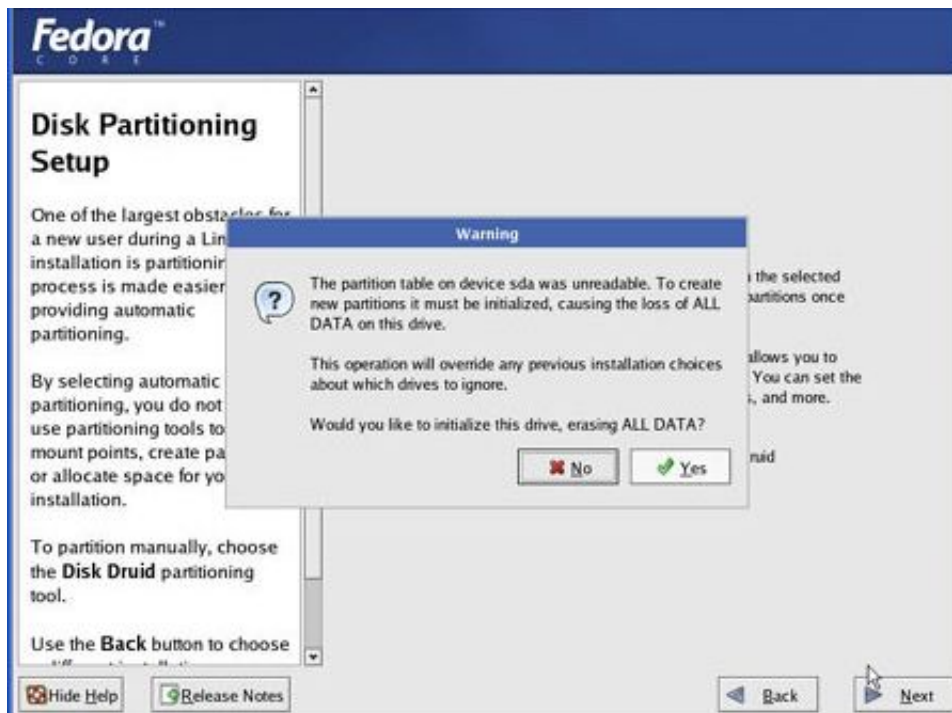 Fedora™
CORE
Disk Partitioning
Setup
One of the largest obstacles for
a new user during a Lin
installation is partitionin
process is made easier
providing automatic
partitioning.
By selecting automatic
partitioning, you do not
use partitioning tools to
mount points, create pa
or allocate space for yo
installation.
To partition manually, choose
the Disk Druid partitioning
tool.
Use the Back button to choose
Warning
The partition table on device sda was unreadable. To create
new partitions it must be initialized, causing the loss of ALL
DATA on this drive.
This operation will override any previous installation choices
about which drives to ignore.
Would you like to initialize this drive, erasing ALL DATA?
No
Yes
the selected
partitions once
allows you to
You can set the
, and more.
ruid
Hide Help
Release Notes
Back
Next